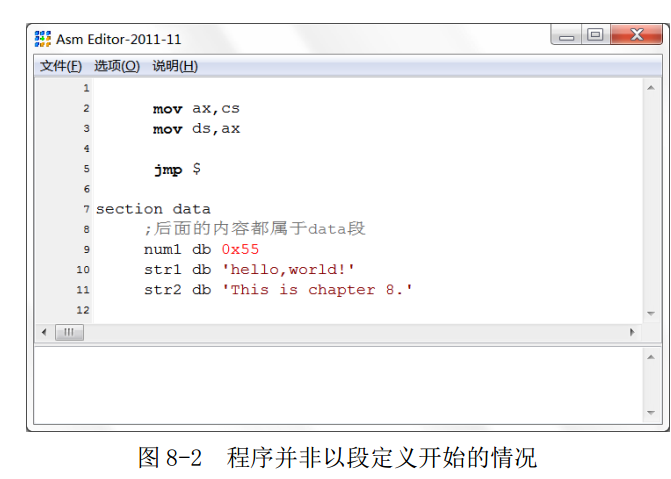 Asm Editor-2011-11
文件(F) 选项(O) 说明(H)
1
2 mov ax,cs
3 mov ds,ax
4
5 jmp $
6
7 section data
8 ;后面的内容都属于data段
9 num1 db 0x55
10 str1 db 'hello,world!'
11 str2 db 'This is chapter 8.'
12
图 8-2 程序并非以段定义开始的情况